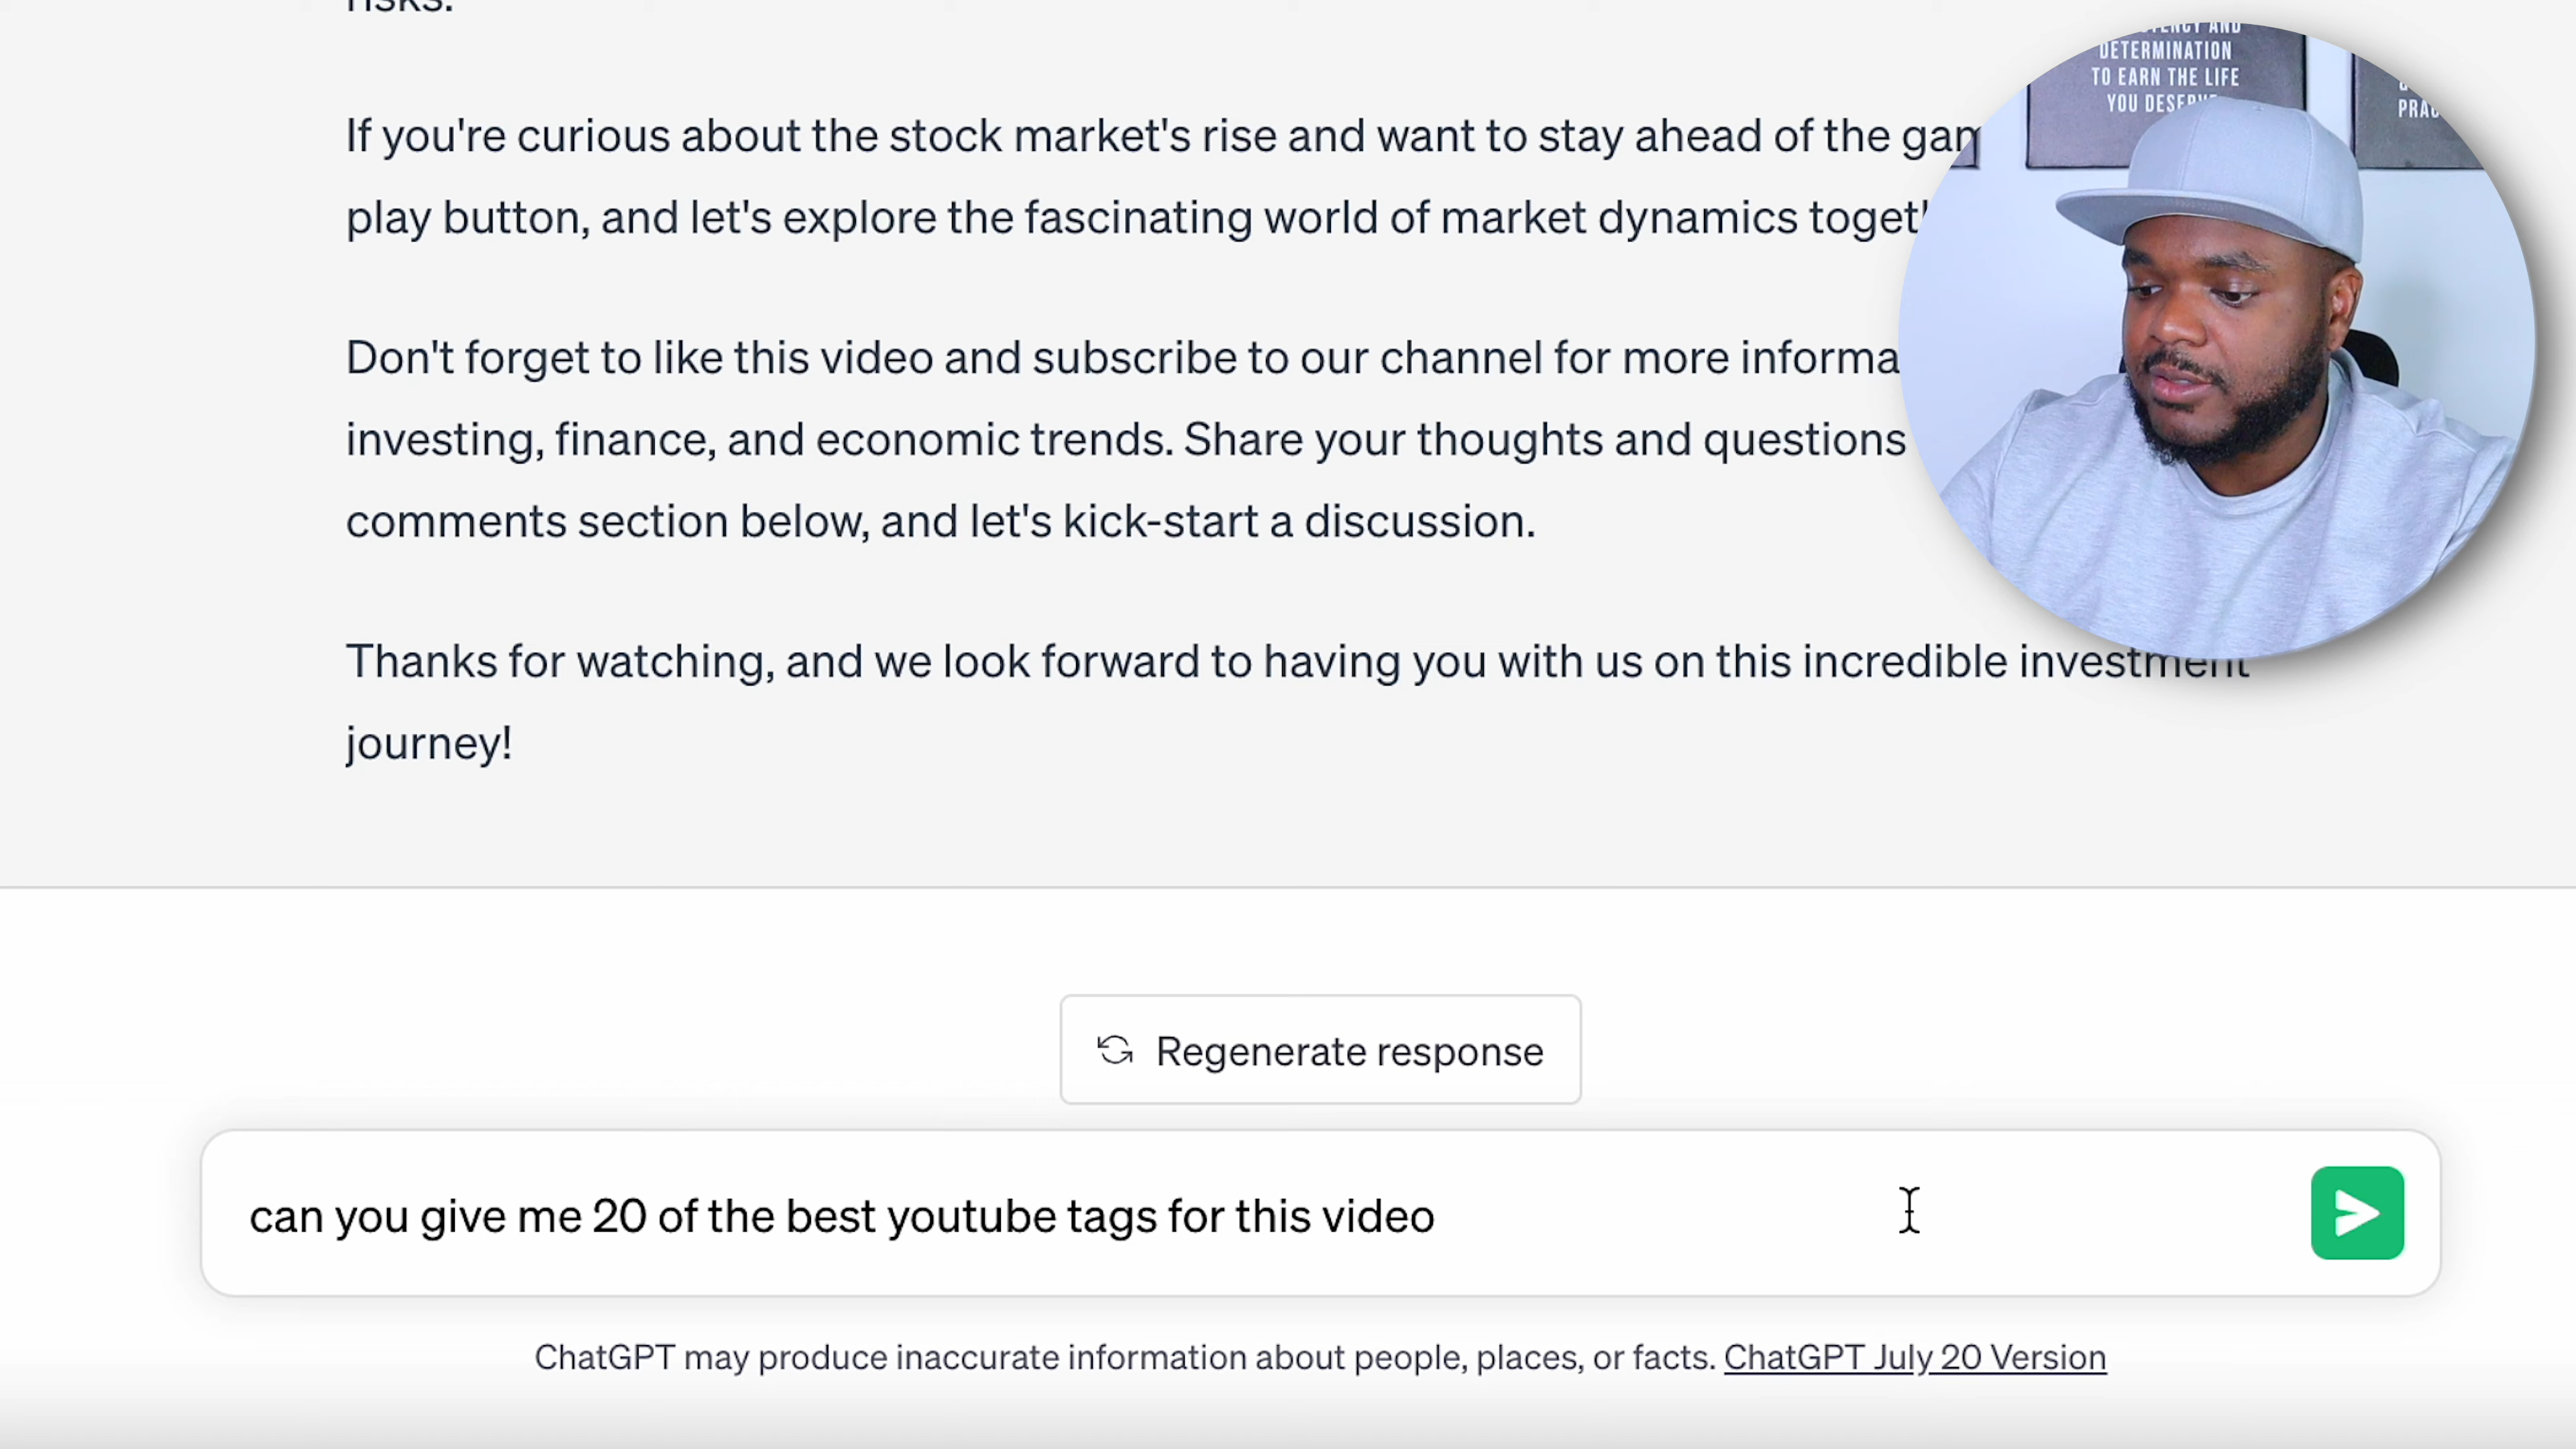 risks.
If you're curious about the stock market's rise and want to stay ahead of the
play button, and let's explore the fascinating world of market dynamics
Don't forget to like this video and subscribe to our channel for more
investing, finance, and economic trends. Share your thoughts and questions
comments section below, and let's kick-start a discussion.
Thanks for watching, and we look forward to having you with us on this incredible investment
journey!
DETERMINATION
TO EARN THE LIFE
YOU DESERVE
Regenerate response
can you give me 20 of the best youtube tags for this video
ChatGPT may produce inaccurate information about people, places, or facts. ChatGPT July 20 Version